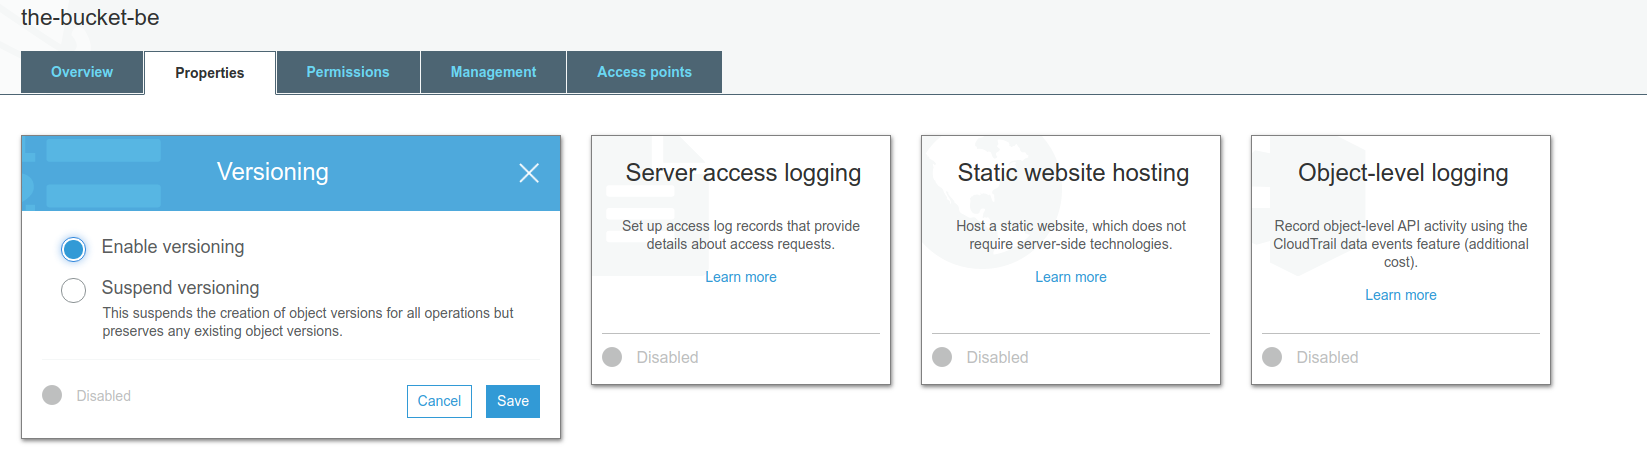 the-bucket-be
Overview
Properties
Permissions
Management
Access points
Versioning
Enable versioning
Suspend versioning
This suspends the creation of object versions for all operations but
preserves any existing object versions.
Disabled
Cancel
Save
Server access logging
Set up access log records that provide
details about access requests.
Learn more
Disabled
Static website hosting
Host a static website, which does not
require server-side technologies.
Learn more
Disabled
Object-level logging
Record object-level API activity using the
CloudTrail data events feature (additional
cost).
Learn more
Disabled